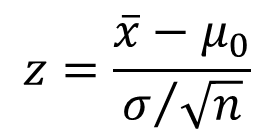 z = (x̄ − μ₀) / (σ/√n)